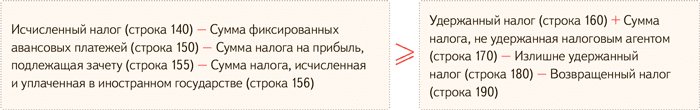 Исчисленный налог (строка 140) — Сумма фиксированных
авансовых платежей (строка 150) — Сумма налога на прибыль,
подлежащая зачету (строка 155) — Сумма налога, исчисленная
и уплаченная в иностранном государстве (строка 156)
⩾
Удержанный налог (строка 160) + Сумма
налога, не удержанная налоговым агентом
(строка 170) — Излишне удержанный
налог (строка 180) — Возвращенный налог
(строка 190)